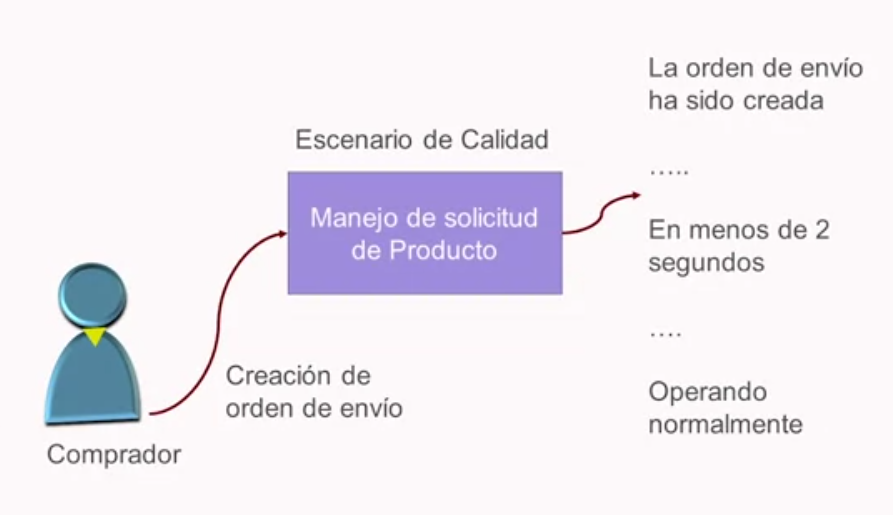 La orden de envío
ha sido creada
Escenario de Calidad
.....
Manejo de solicitud
de Producto
En menos de 2
segundos
....
Creación de
orden de envío
Operando
normalmente
Comprador